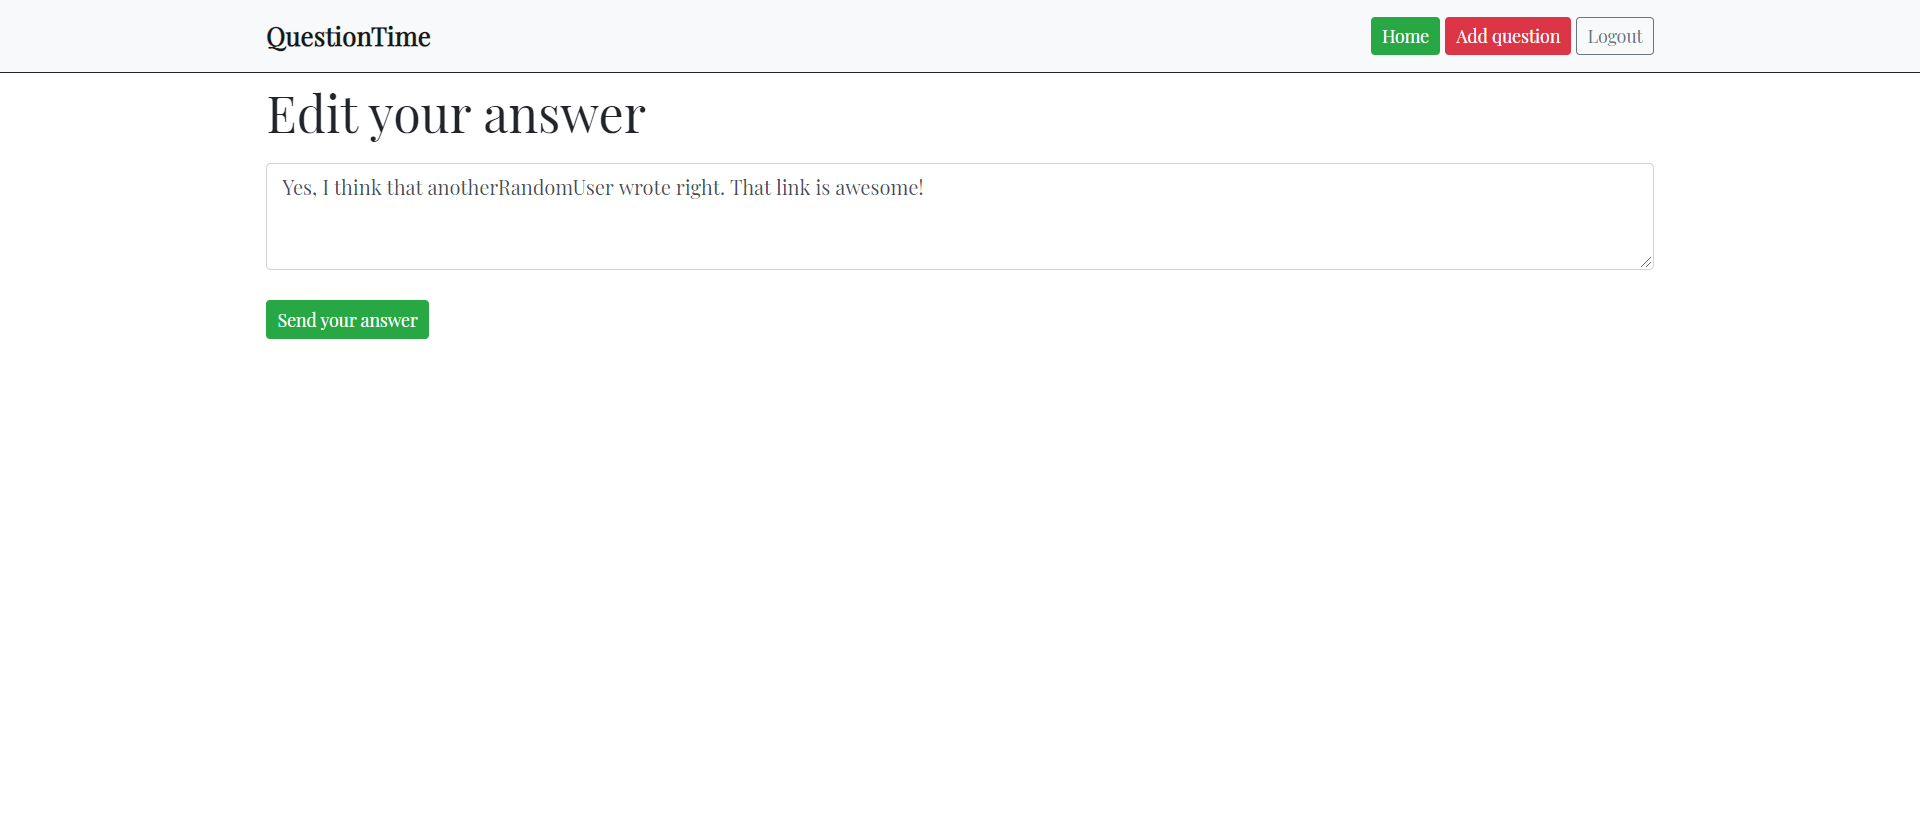 QuestionTime
Home
Add question
Logout
Edit your answer
Yes, I think that anotherRandomUser wrote right. That link is awesome!
Send your answer